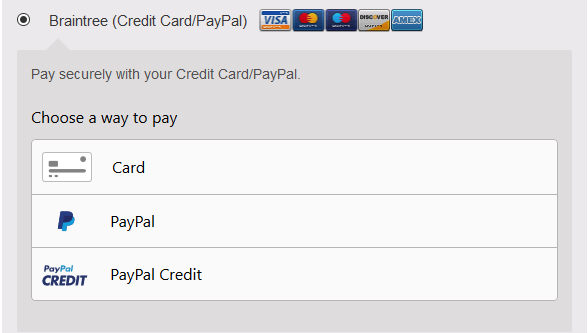 Braintree (Credit Card/PayPal) VISA DISCOVER AMEX
Pay securely with your Credit Card/PayPal.
Choose a way to pay
Card
PayPal
PayPal CREDIT PayPal Credit